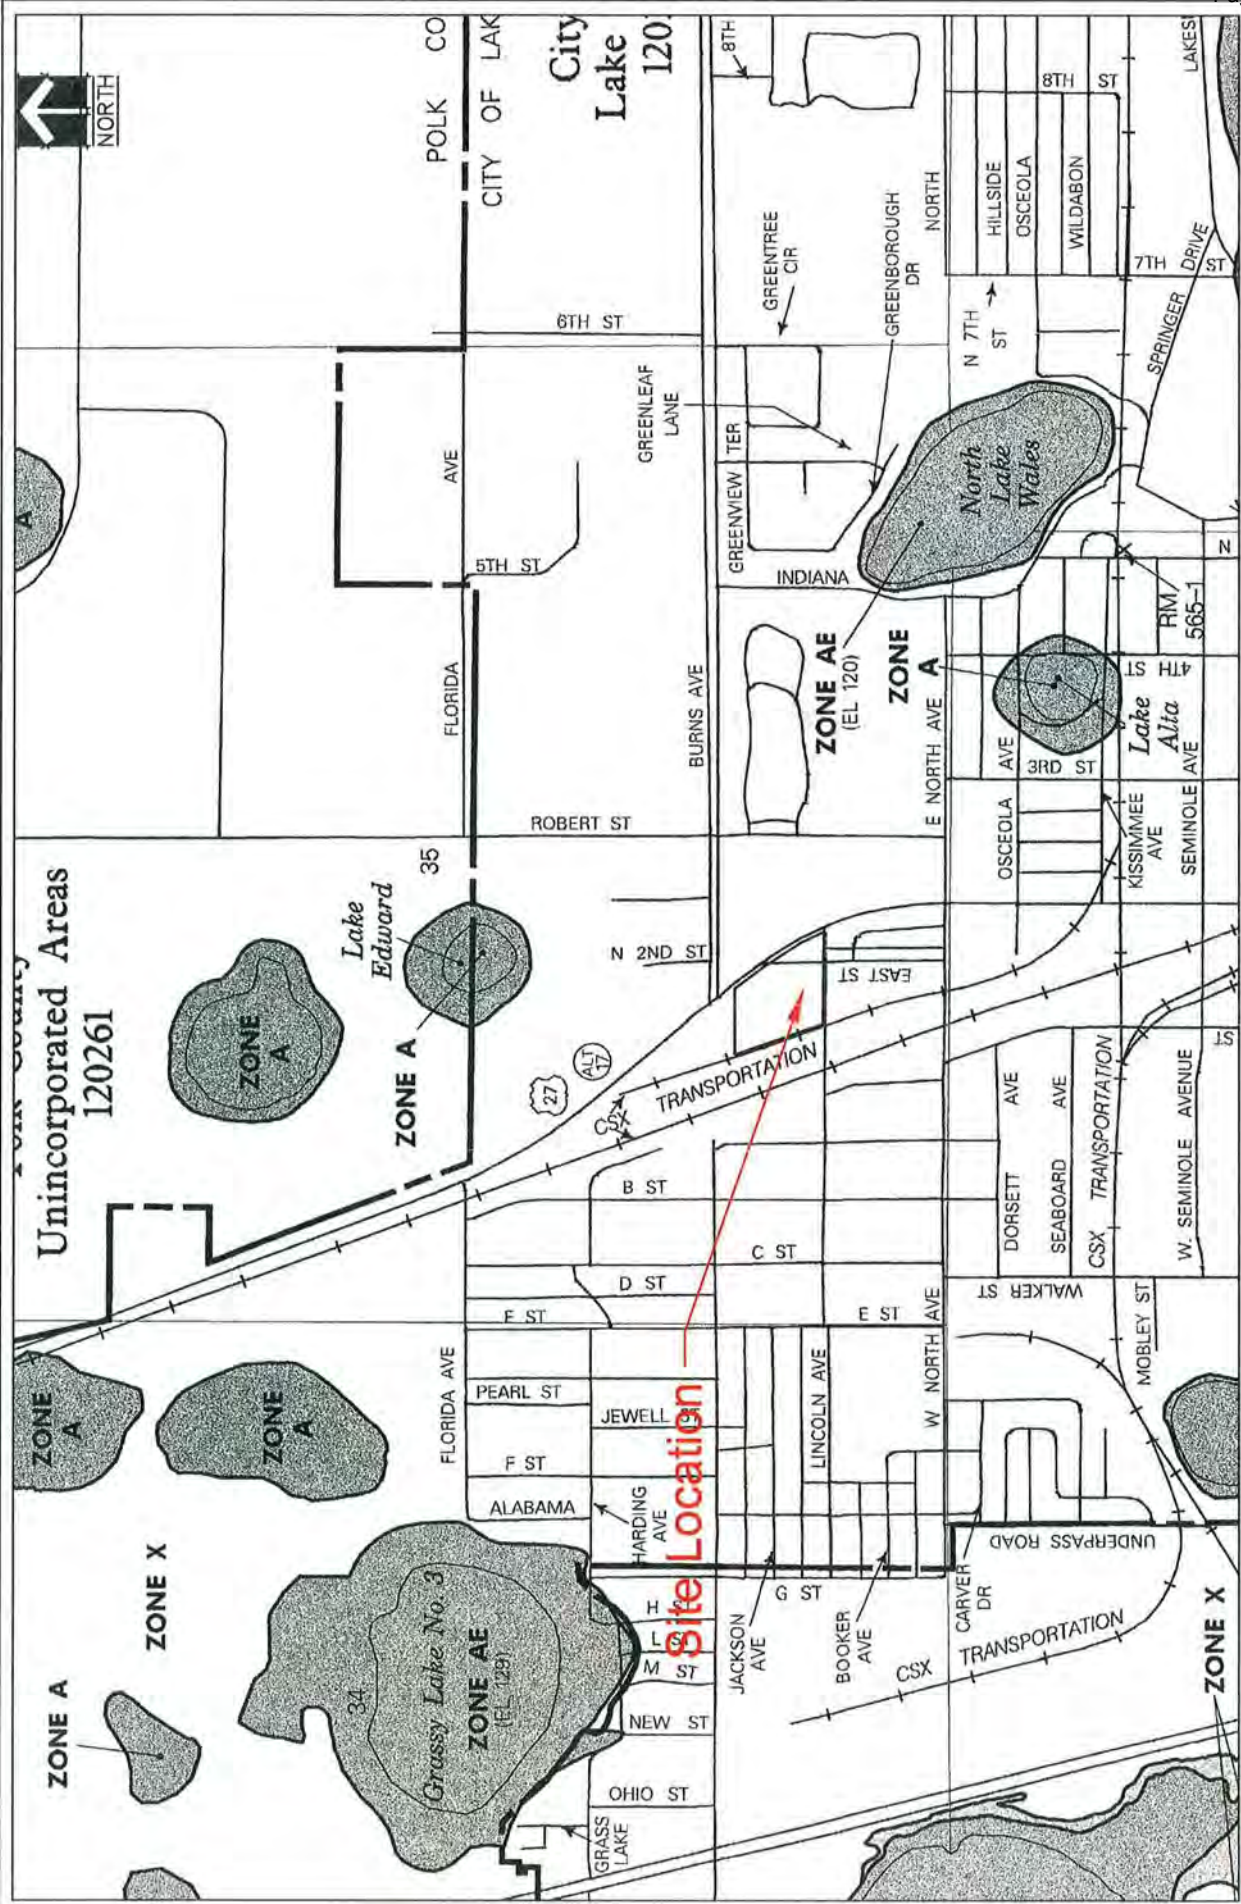 NORTH
POLK CO
CITY OF LAK
City
Lake
120
8TH
8TH ST
LAKES
HILLSIDE
OSCEOLA
WILDABON
NORTH
GREENTREE
CIR
GREENBOROUGH
DR
7TH ST
SPRINGER DRIVE
N 7TH
ST
6TH ST
GREENLEAF
LANE
A
FLORIDA AVE
5TH ST
GREENVIEW TER
INDIANA
North
Lake
Wales
N
RM
565-1
ZONE AE
(EL 120)
ZONE
A
4TH ST
Lake
Alta
BURNS AVE
E NORTH AVE
OSCEOLA AVE
3RD ST
KISSIMMEE
AVE
SEMINOLE AVE
ROBERT ST
35
Polk County
Unincorporated Areas
120261
Lake
Edward
ZONE
A
ZONE A
N 2ND ST
EAST ST
27
ALT
17
CSX TRANSPORTATION
ST
DORSETT AVE
SEABOARD AVE
CSX TRANSPORTATION
W. SEMINOLE AVENUE
B ST
C ST
D ST
E ST
E ST
WALKER ST
MOBLEY ST
FLORIDA AVE
PEARL ST
JEWELL ST
F ST
ALABAMA
HARDING
AVE
LINCOLN AVE
W NORTH AVE
Site Location
ZONE
A
ZONE
A
ZONE X
ZONE A
Grassy Lake No. 3
34
ZONE AE
(EL 129)
H ST
L ST
M ST
NEW ST
OHIO ST
GRASS
LAKE
JACKSON
AVE
G ST
BOOKER
AVE
CARVER
DR
UNDERPASS ROAD
CSX TRANSPORTATION
ZONE X